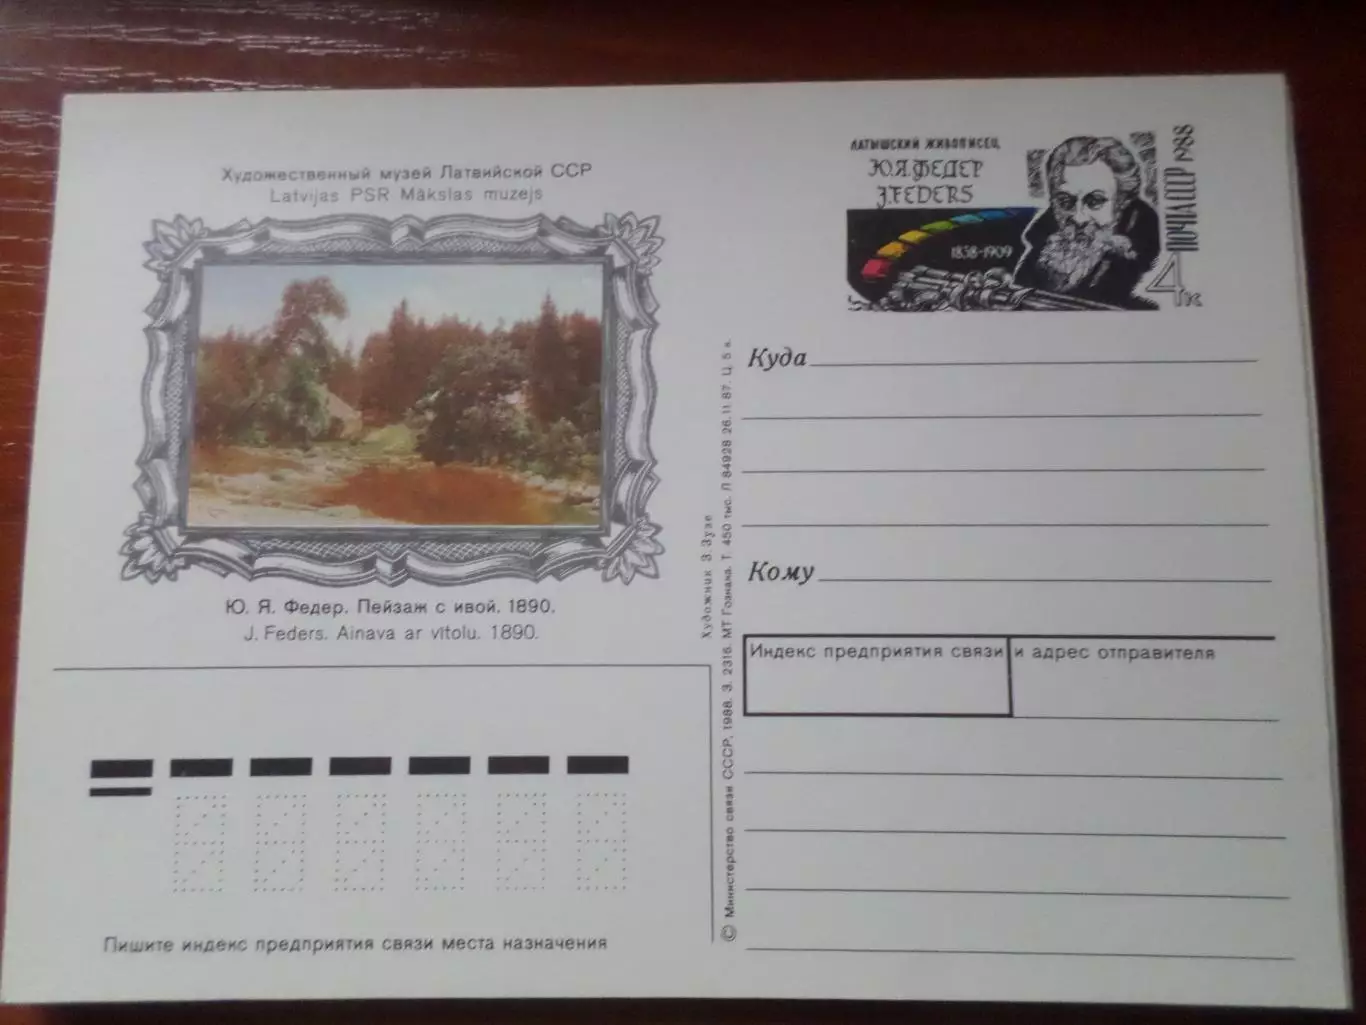 Художественный музей Латвийской ССР
Latvijas PSR Mākslas muzejs
Ю. Я. Федер. Пейзаж с ивой. 1890.
J. Feders. Ainava ar vītolu. 1890.
Пишите индекс предприятия связи места назначения
Художник З. Зузе
© Министерство связи СССР, 1988. З. 2316. МТ Гознака. Т. 450 тыс. Л 84928 26.11.87. Ц. 5 к.
ЛАТЫШСКИЙ ЖИВОПИСЕЦ
Ю.Я.ФЕДЕР
J.FEDERS
1838-1909
ПОЧТА СССР 1988
4к
Куда
Кому
Индекс предприятия связи и адрес отправителя